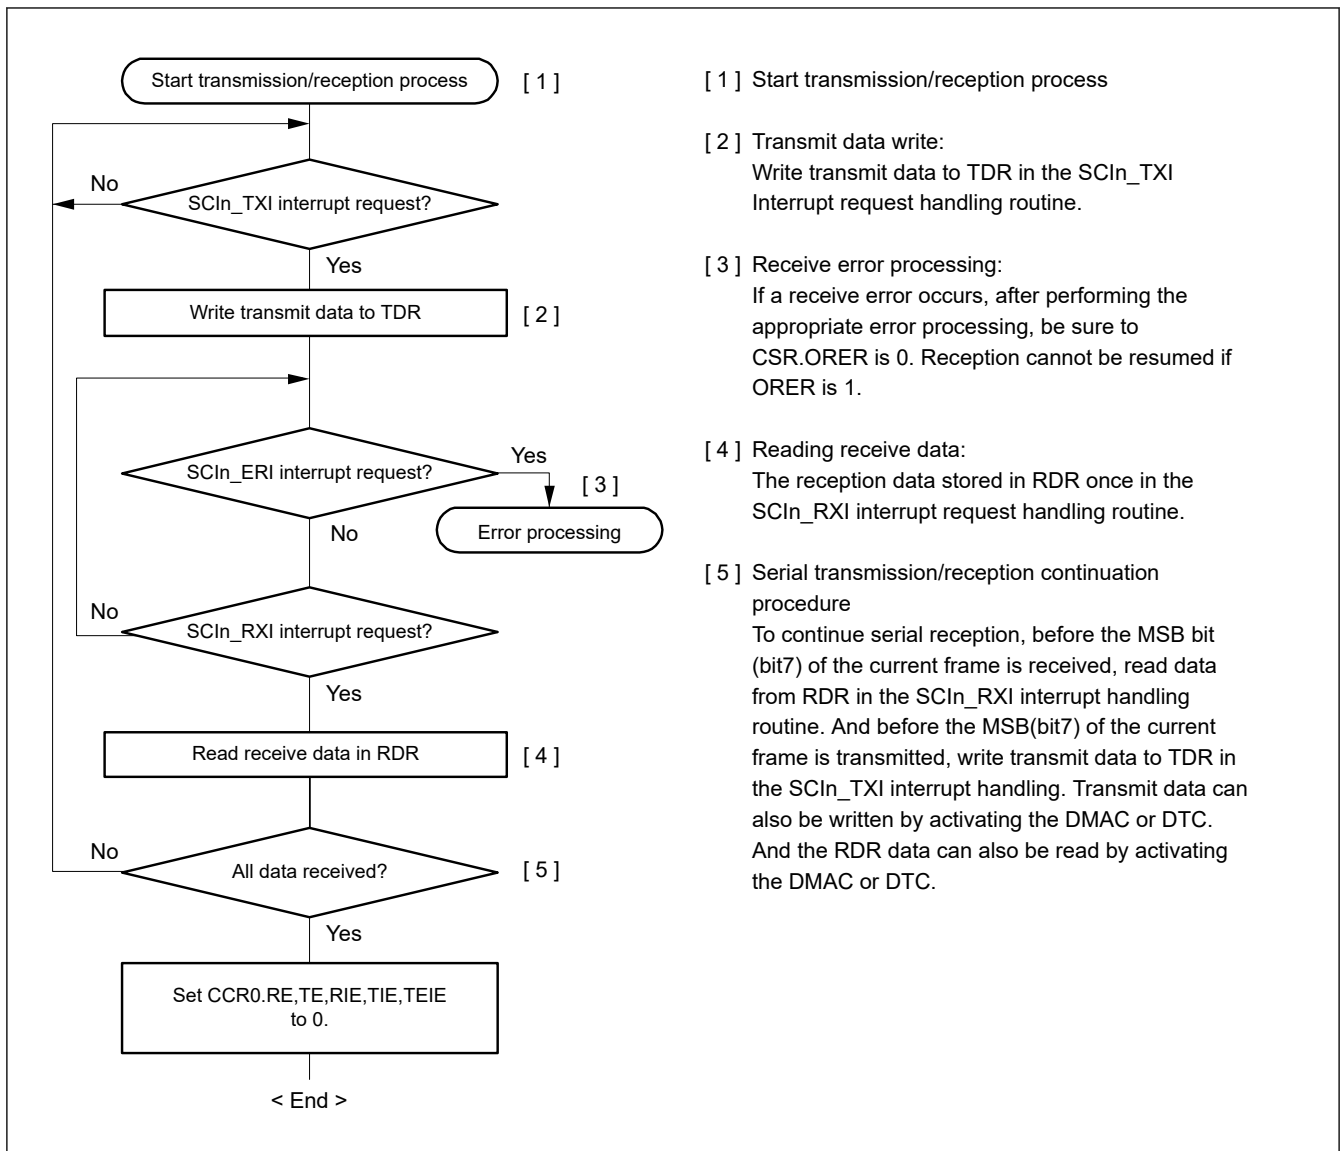 Start transmission/reception process
[ 1 ]
No
SCIn_TXI interrupt request?
Yes
Write transmit data to TDR
[ 2 ]
SCIn_ERI interrupt request?
Yes
[ 3 ]
Error processing
No
No
SCIn_RXI interrupt request?
Yes
Read receive data in RDR
[ 4 ]
No
All data received?
[ 5 ]
Yes
Set CCR0.RE,TE,RIE,TIE,TEIE
to 0.
< End >
[ 1 ] Start transmission/reception process
[ 2 ] Transmit data write:
Write transmit data to TDR in the SCIn_TXI
Interrupt request handling routine.
[ 3 ] Receive error processing:
If a receive error occurs, after performing the
appropriate error processing, be sure to
CSR.ORER is 0. Reception cannot be resumed if
ORER is 1.
[ 4 ] Reading receive data:
The reception data stored in RDR once in the
SCIn_RXI interrupt request handling routine.
[ 5 ] Serial transmission/reception continuation
procedure
To continue serial reception, before the MSB bit
(bit7) of the current frame is received, read data
from RDR in the SCIn_RXI interrupt handling
routine. And before the MSB(bit7) of the current
frame is transmitted, write transmit data to TDR in
the SCIn_TXI interrupt handling. Transmit data can
also be written by activating the DMAC or DTC.
And the RDR data can also be read by activating
the DMAC or DTC.